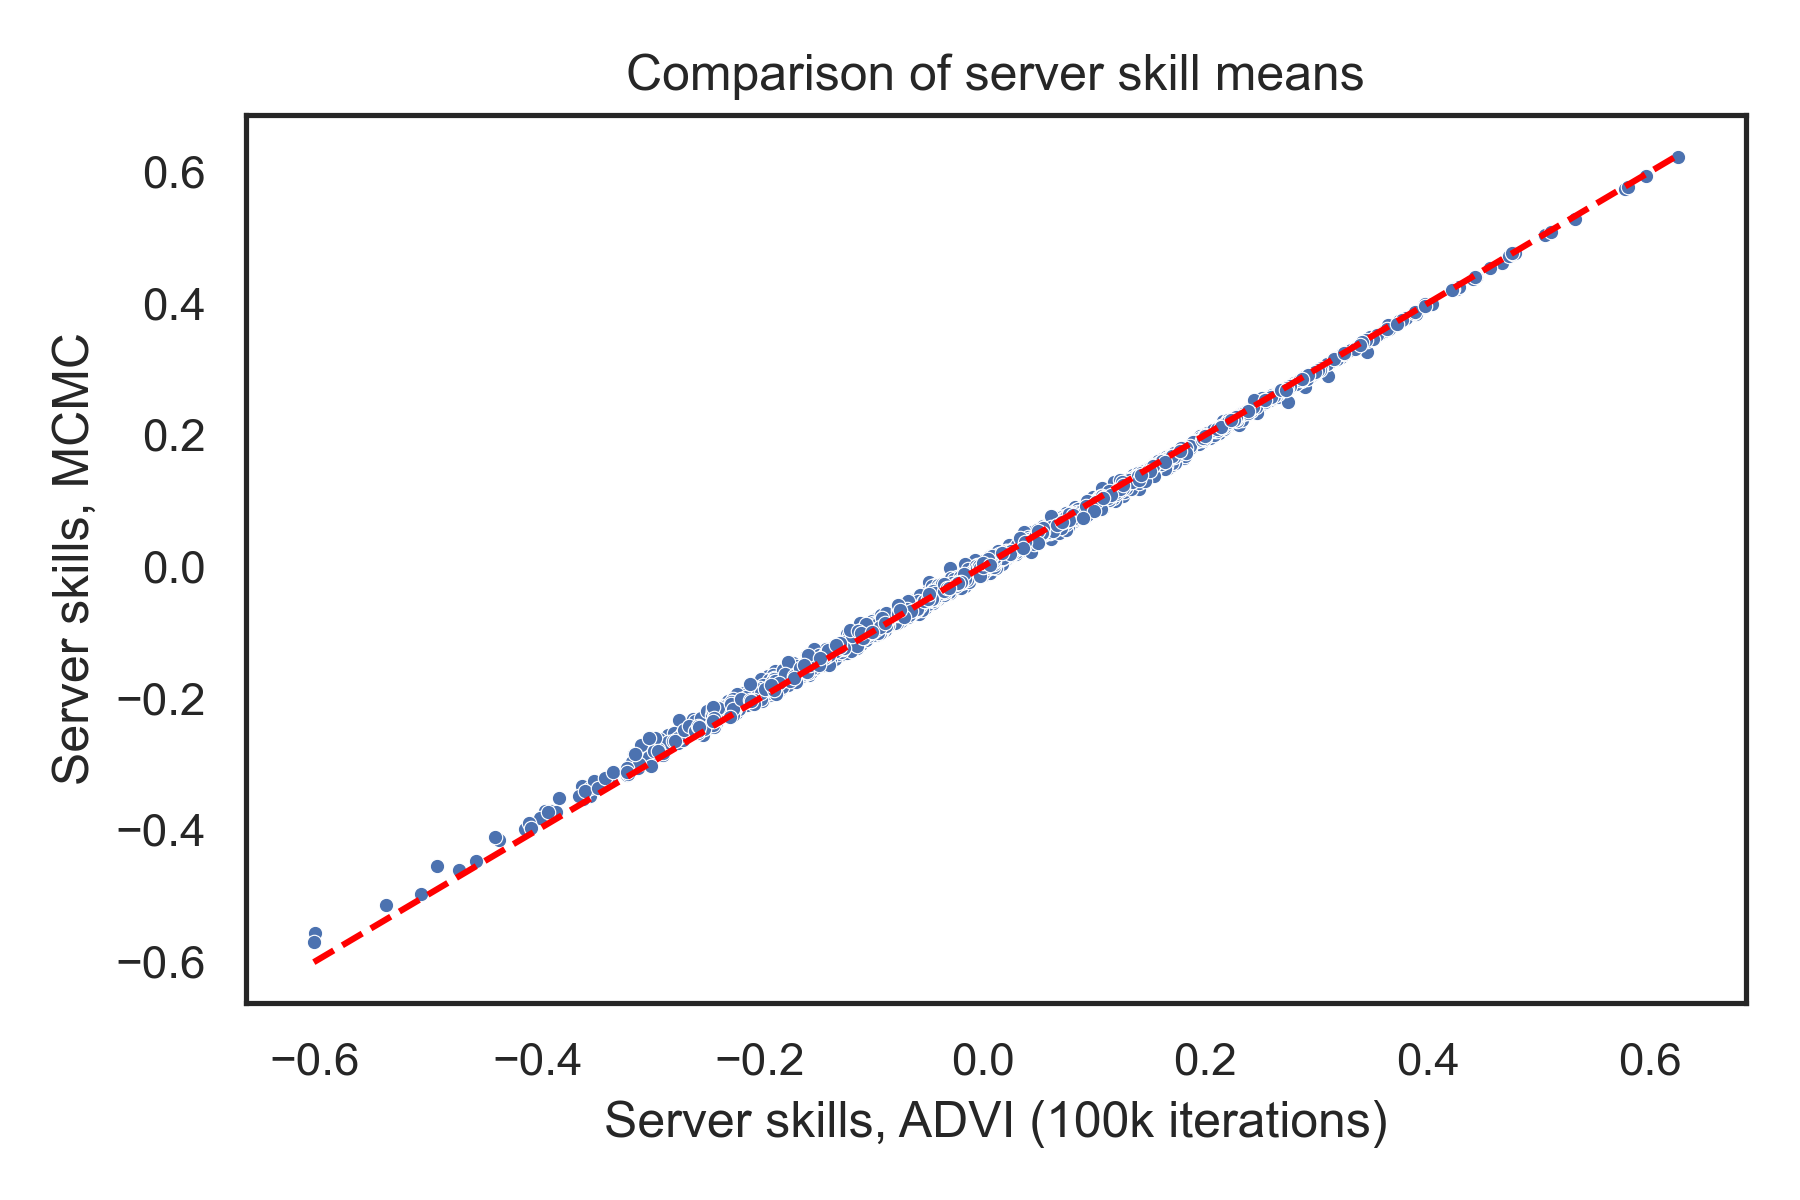 Comparison of server skill means
Server skills, MCMC
0.6
0.4
0.2
0.0
−0.2
−0.4
−0.6
−0.6 −0.4 −0.2 0.0 0.2 0.4 0.6
Server skills, ADVI (100k iterations)